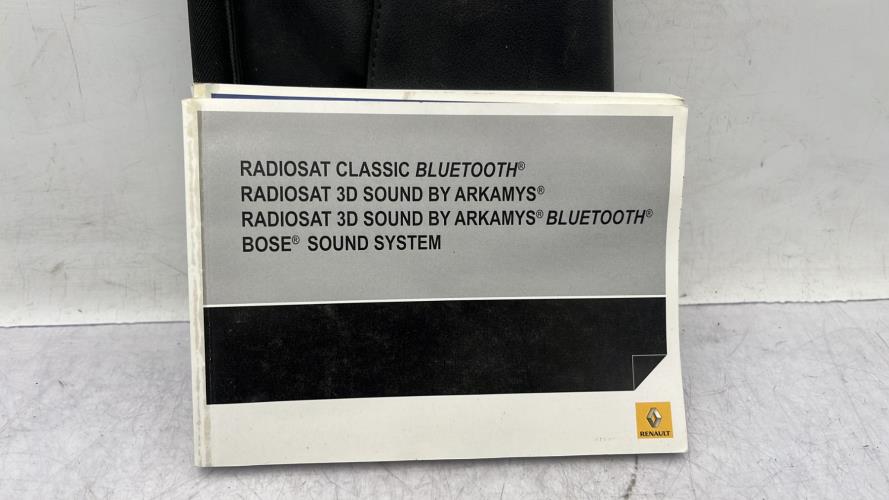 RADIOSAT CLASSIC BLUETOOTH®
RADIOSAT 3D SOUND BY ARKAMYS®
RADIOSAT 3D SOUND BY ARKAMYS® BLUETOOTH®
BOSE® SOUND SYSTEM
RENAULT